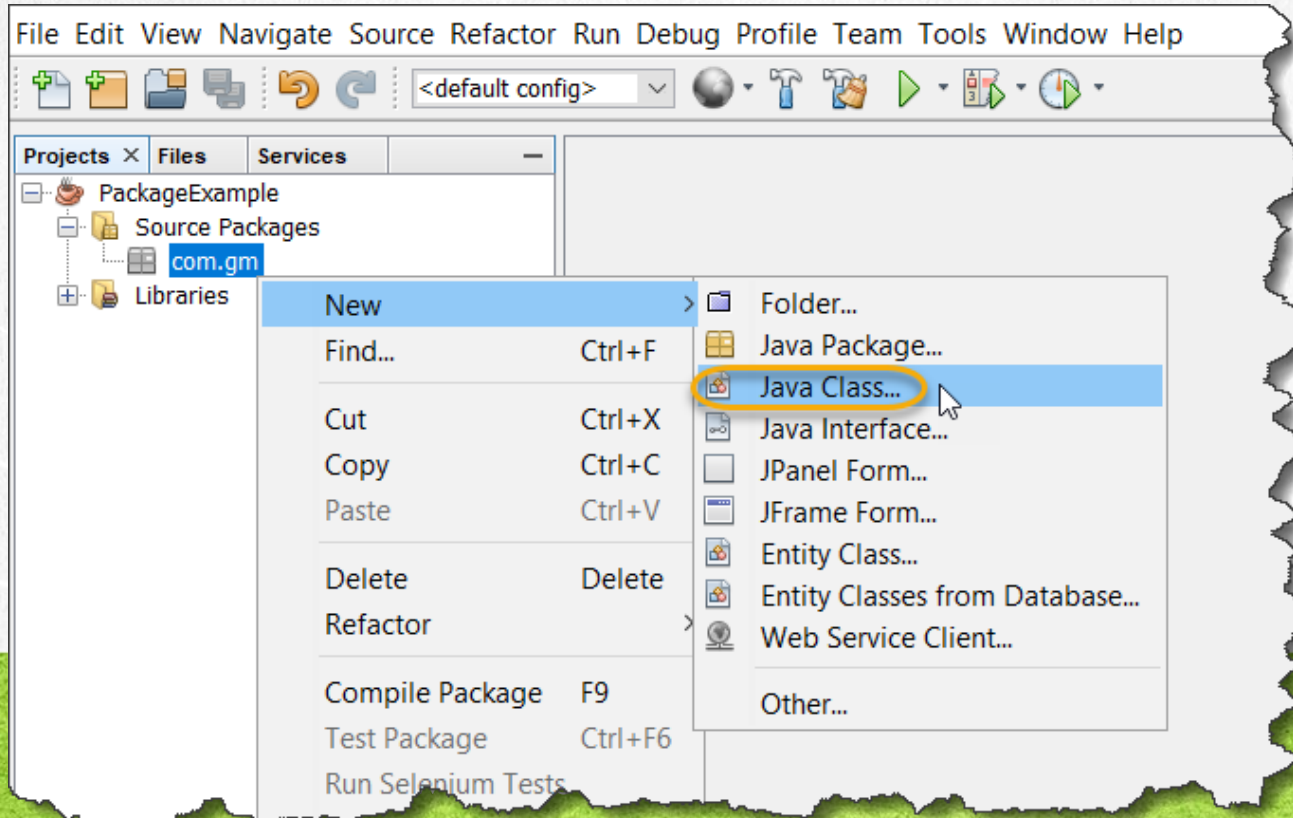 File Edit View Navigate Source Refactor Run Debug Profile Team Tools Window Help
<default config>
Projects Files Services
PackageExample
Source Packages
com.gm
Libraries
New
Find... Ctrl+F
Cut Ctrl+X
Copy Ctrl+C
Paste Ctrl+V
Delete Delete
Refactor
Compile Package F9
Test Package Ctrl+F6
Run Selenium Tests
Folder...
Java Package...
Java Class...
Java Interface...
JPanel Form...
JFrame Form...
Entity Class...
Entity Classes from Database...
Web Service Client...
Other...